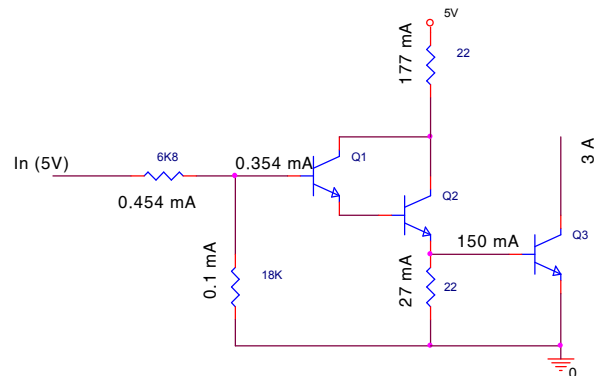 5V
177 mA
22
In (5V)
6K8
0.354 mA
Q1
3 A
0.454 mA
Q2
150 mA
Q3
0.1 mA
18K
27 mA
22
0